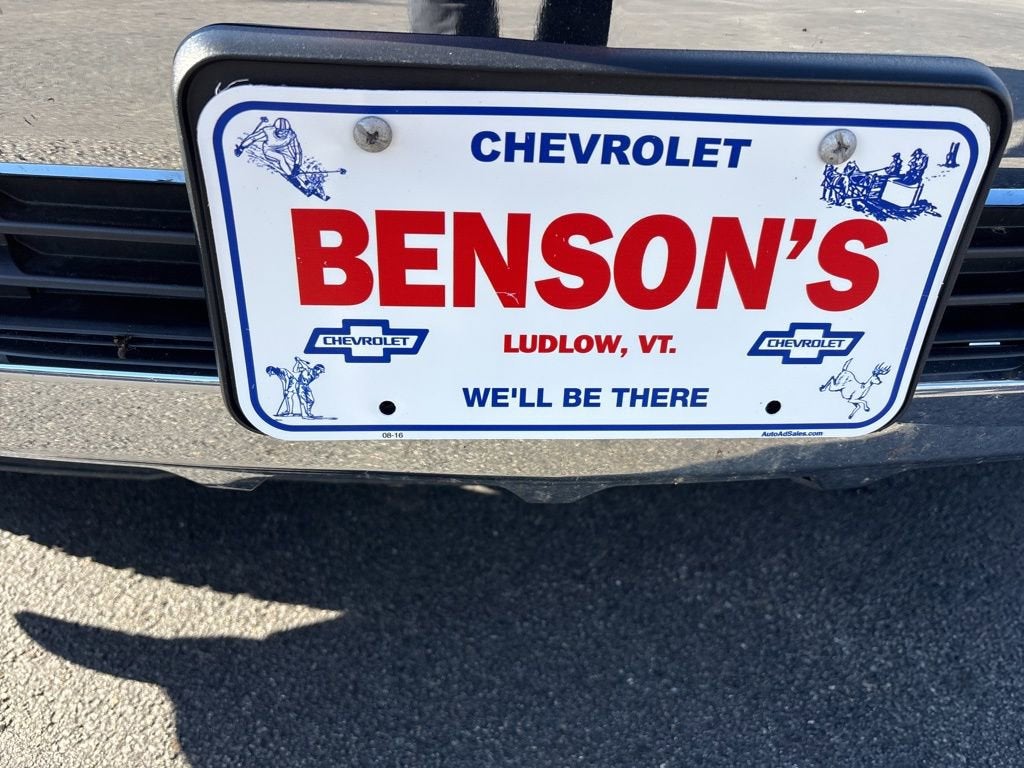 CHEVROLET
BENSON'S
CHEVROLET
LUDLOW, VT.
CHEVROLET
WE'LL BE THERE
08-16
AutoAdSales.com